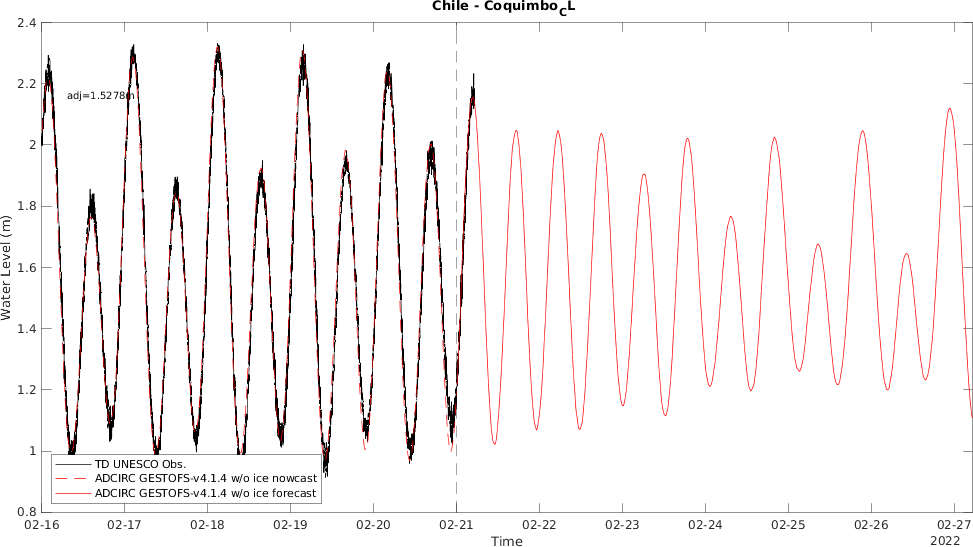 Chile - Coquimbo_CL
2.4
2.2
2
1.8
1.6
1.4
1.2
1
0.8
Water Level (m)
adj=1.5278m
TD UNESCO Obs.
ADCIRC GESTOFS-v4.1.4 w/o ice nowcast
ADCIRC GESTOFS-v4.1.4 w/o ice forecast
02-16 02-17 02-18 02-19 02-20 02-21 02-22 02-23 02-24 02-25 02-26 02-27
Time
2022